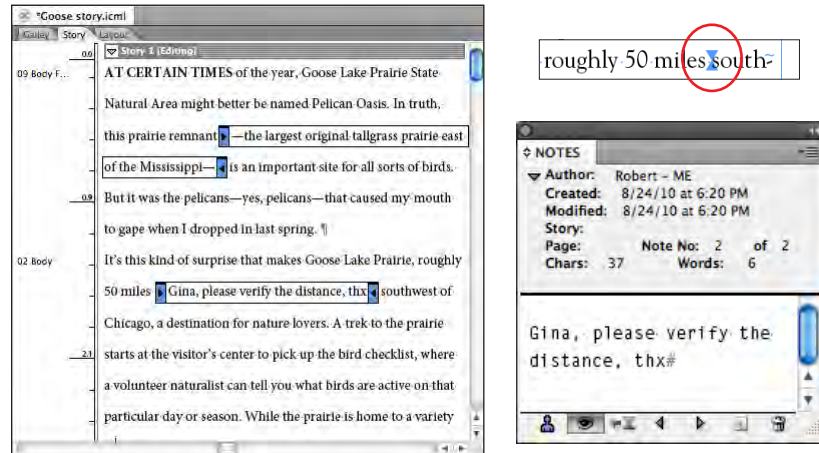 *Goose story.icml
Galley Story Layout
Story 1 [Editing]
0.0
09 Body F...
AT CERTAIN TIMES of the year, Goose Lake Prairie State
Natural Area might better be named Pelican Oasis. In truth,
this prairie remnant —the largest original tallgrass prairie east
of the Mississippi— is an important site for all sorts of birds.
0.9
But it was the pelicans—yes, pelicans—that caused my mouth
to gape when I dropped in last spring. ¶
02 Body
It's this kind of surprise that makes Goose Lake Prairie, roughly
50 miles Gina, please verify the distance, thx southwest of
Chicago, a destination for nature lovers. A trek to the prairie
2.1
starts at the visitor's center to pick up the bird checklist, where
a volunteer naturalist can tell you what birds are active on that
particular day or season. While the prairie is home to a variety
roughly 50 miles south-
NOTES
Author: Robert - ME
Created: 8/24/10 at 6:20 PM
Modified: 8/24/10 at 6:20 PM
Story:
Page: Note No: 2 of 2
Chars: 37 Words: 6
Gina, please verify the
distance, thx#